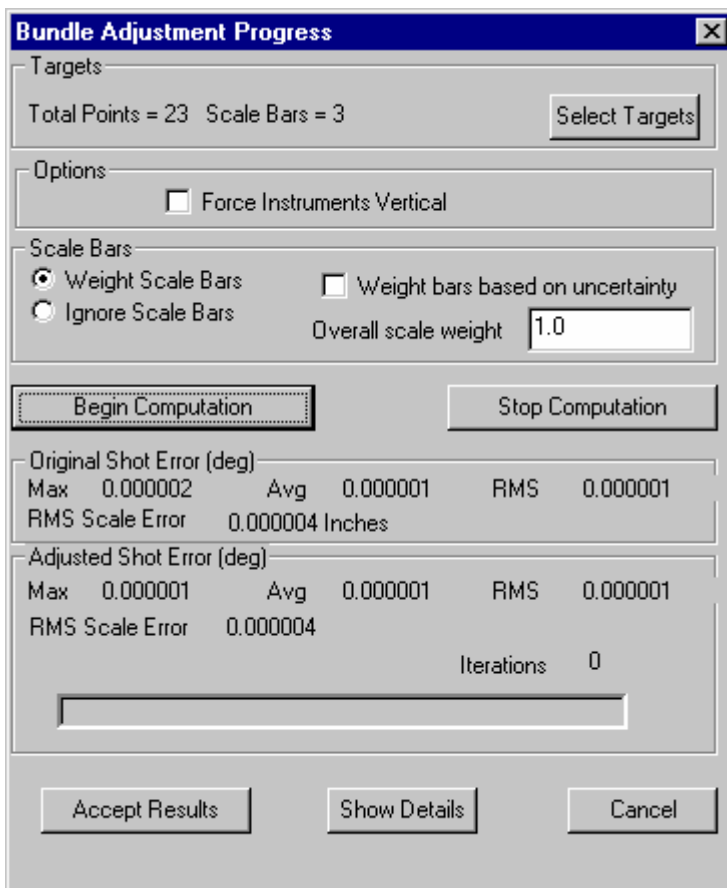 Bundle Adjustment Progress
Targets
Total Points = 23 Scale Bars = 3 Select Targets
Options
Force Instruments Vertical
Scale Bars
Weight Scale Bars Weight bars based on uncertainty
Ignore Scale Bars Overall scale weight 1.0
Begin Computation Stop Computation
Original Shot Error (deg)
Max 0.000002 Avg 0.000001 RMS 0.000001
RMS Scale Error 0.000004 Inches
Adjusted Shot Error (deg)
Max 0.000001 Avg 0.000001 RMS 0.000001
RMS Scale Error 0.000004
Iterations 0
Accept Results Show Details Cancel